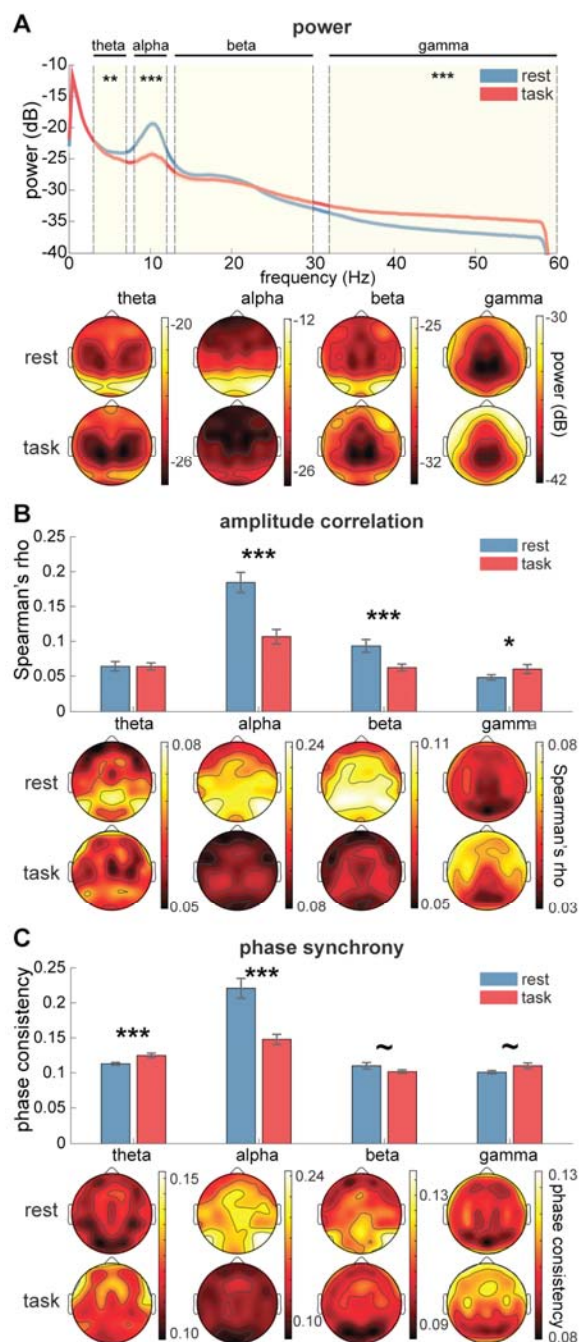 A power
theta alpha beta gamma
** *** ***
rest
task
power (dB)
-10
-15
-20
-25
-30
-35
-40
0 10 20 30 40 50 60
frequency (Hz)
theta alpha beta gamma
rest
task
-20 -12 -25 -30
-26 -26 -32 -42
power (dB)
B amplitude correlation
rest
task
Spearman's rho
0.25
0.2
0.15
0.1
0.05
0
*** *** *
theta alpha beta gamma
rest
task
0.08 0.24 0.11 0.08
0.05 0.08 0.05 0.03
Spearman's rho
C phase synchrony
rest
task
phase consistency
0.25
0.2
0.15
0.1
0.05
0
*** *** ~ ~
theta alpha beta gamma
rest
task
0.15 0.24 0.13 0.13
0.10 0.10 0.09
phase consistency